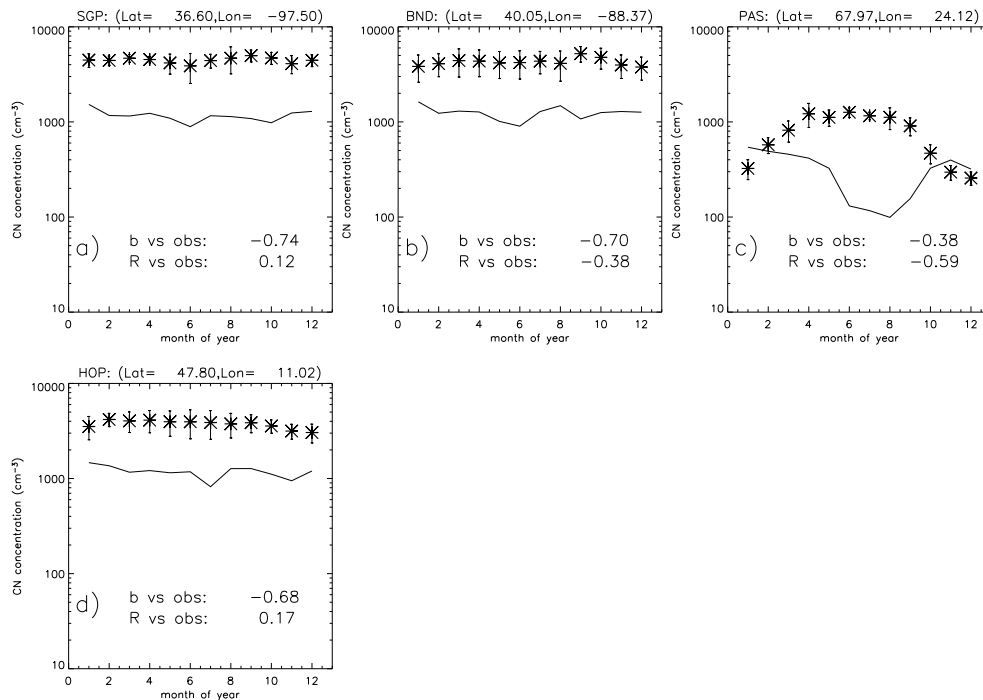 SGP: (Lat= 36.60,Lon= -97.50)
10000
1000
100
10
CN concentration (cm⁻³)
a)
b vs obs: -0.74
R vs obs: 0.12
0 2 4 6 8 10 12
month of year
BND: (Lat= 40.05,Lon= -88.37)
10000
1000
100
10
CN concentration (cm⁻³)
b)
b vs obs: -0.70
R vs obs: -0.38
0 2 4 6 8 10 12
month of year
PAS: (Lat= 67.97,Lon= 24.12)
10000
1000
100
10
CN concentration (cm⁻³)
c)
b vs obs: -0.38
R vs obs: -0.59
0 2 4 6 8 10 12
month of year
HOP: (Lat= 47.80,Lon= 11.02)
10000
1000
100
10
CN concentration (cm⁻³)
d)
b vs obs: -0.68
R vs obs: 0.17
0 2 4 6 8 10 12
month of year